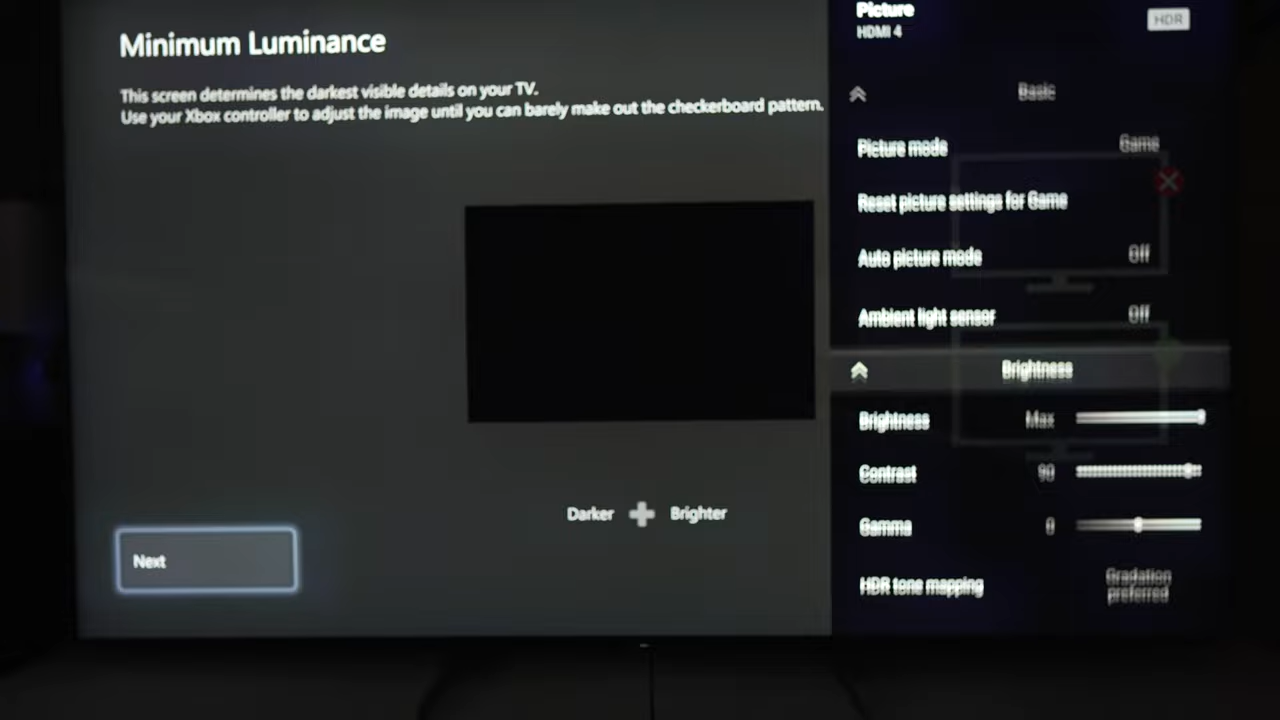 Minimum Luminance
This screen determines the darkest visible details on your TV.
Use your Xbox controller to adjust the image until you can barely make out the checkerboard pattern.
Darker
Brighter
Next
Picture
HDMI 4
HDR
Basic
Picture mode Game
Reset picture settings for Game
Auto picture mode Off
Ambient light sensor Off
Brightness
Brightness Max
Contrast 90
Gamma 0
HDR tone mapping Gradation
preferred